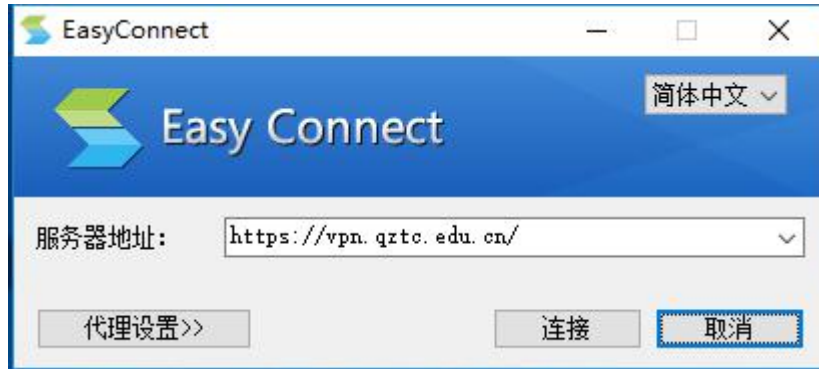 EasyConnect
Easy Connect
简体中文
服务器地址：
https://vpn.qztc.edu.cn/
代理设置>>
连接
取消